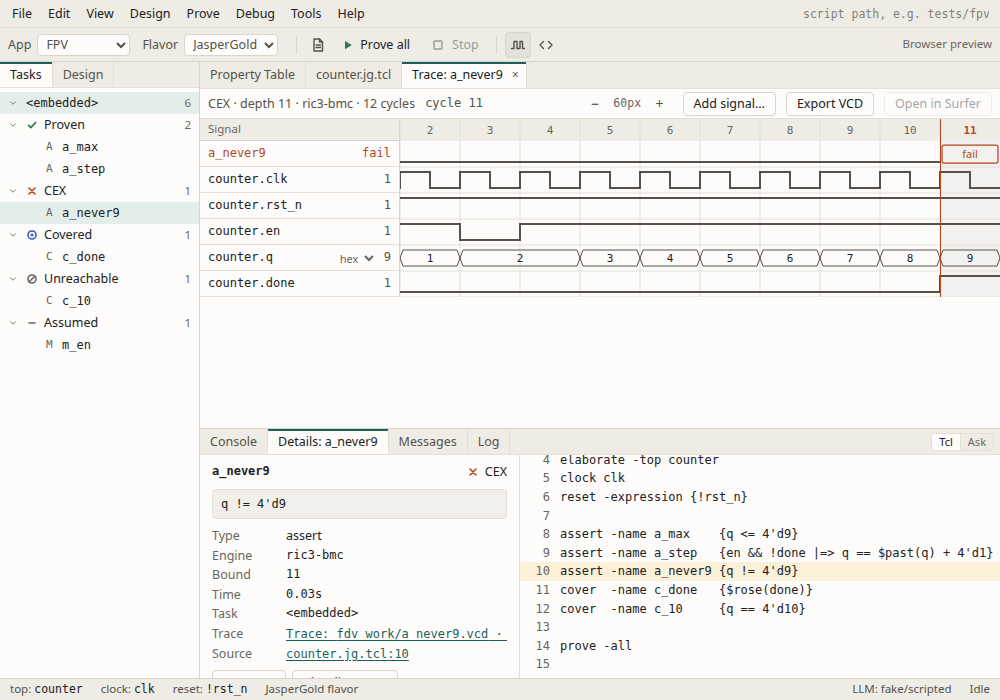 File Edit View Design Prove Debug Tools Help script path, e.g. tests/fpv
App FPV Flavor JasperGold Prove all Stop Browser preview
Tasks Design
<embedded> 6
Proven 2
A a_max
A a_step
CEX 1
A a_never9
Covered 1
C c_done
Unreachable 1
C c_10
Assumed 1
M m_en
Property Table counter.jg.tcl Trace: a_never9 ×
CEX · depth 11 · ric3-bmc · 12 cycles cycle 11 − 60px + Add signal... Export VCD Open in Surfer
Signal 2 3 4 5 6 7 8 9 10 11
a_never9 fail fail
counter.clk 1
counter.rst_n 1
counter.en 1
counter.q hex 9 1 2 3 4 5 6 7 8 9
counter.done 1
Console Details: a_never9 Messages Log Tcl Ask
a_never9 CEX
q != 4'd9
Type assert
Engine ric3-bmc
Bound 11
Time 0.03s
Task <embedded>
Trace Trace: fdv_work/a_never9.vcd ·
Source counter.jg.tcl:10
4 elaborate -top counter
5 clock clk
6 reset -expression {!rst_n}
7
8 assert -name a_max {q <= 4'd9}
9 assert -name a_step {en && !done |=> q == $past(q) + 4'd1}
10 assert -name a_never9 {q != 4'd9}
11 cover -name c_done {$rose(done)}
12 cover -name c_10 {q == 4'd10}
13
14 prove -all
15
top: counter clock: clk reset: !rst_n JasperGold flavor LLM: fake/scripted Idle